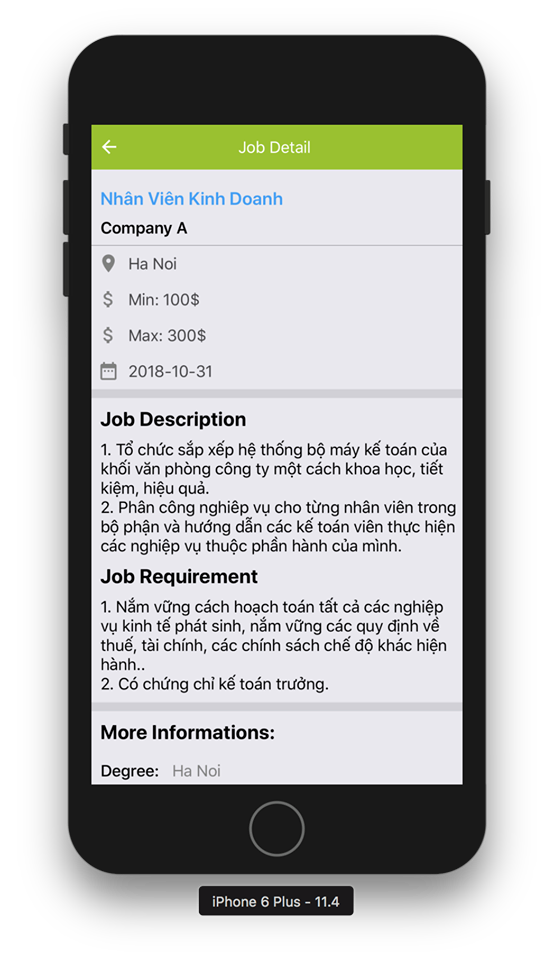 Job Detail
Nhân Viên Kinh Doanh
Company A
Ha Noi
Min: 100$
Max: 300$
2018-10-31
Job Description
1. Tổ chức sắp xếp hệ thống bộ máy kế toán của
khối văn phòng công ty một cách khoa học, tiết
kiệm, hiệu quả.
2. Phân công nghiêp vụ cho từng nhân viên trong
bộ phận và hướng dẫn các kế toán viên thực hiện
các nghiệp vụ thuộc phần hành của mình.
Job Requirement
1. Nắm vững cách hoạch toán tất cả các nghiệp
vụ kinh tế phát sinh, nắm vững các quy định về
thuế, tài chính, các chính sách chế độ khác hiện
hành..
2. Có chứng chỉ kế toán trưởng.
More Informations:
Degree: Ha Noi
iPhone 6 Plus - 11.4